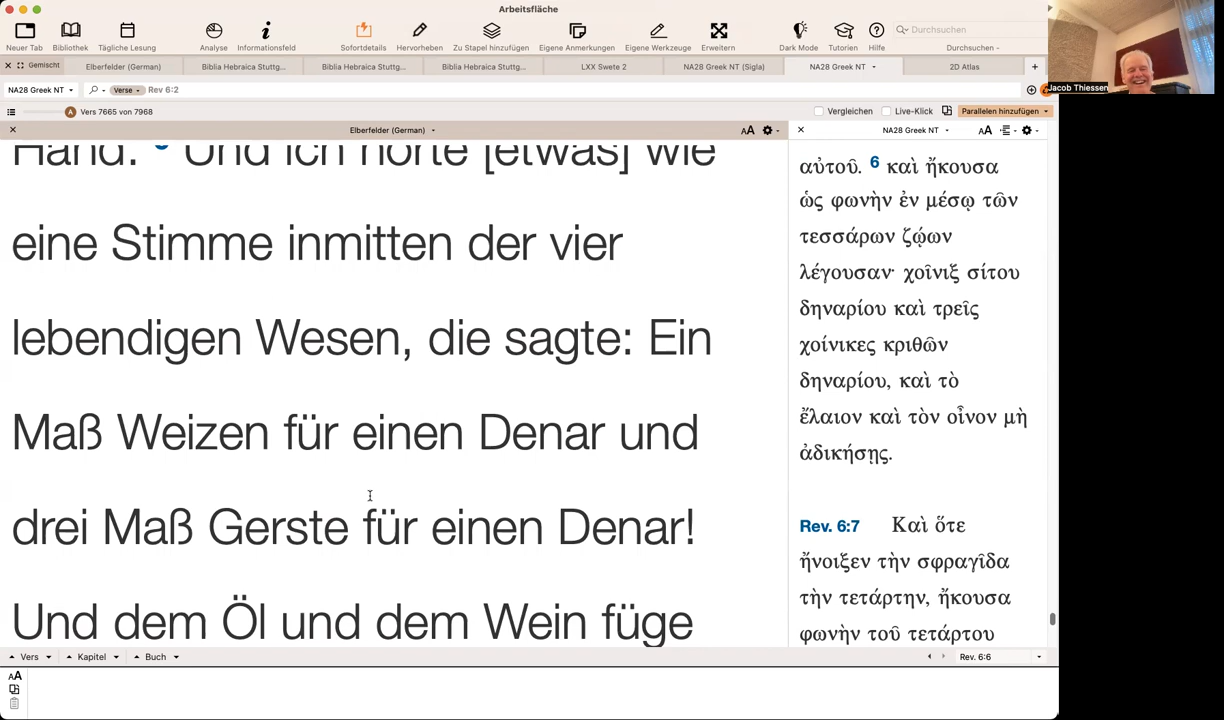 Arbeitsfläche
Neuer Tab Bibliothek Tägliche Lesung Analyse Informationsfeld Sofortdetails Hervorheben Zu Stapel hinzufügen Eigene Anmerkungen Eigene Werkzeuge Erweitern Dark Mode Tutorien Hilfe Durchsuchen
Durchsuchen
Gemischt Elberfelder (German) Biblia Hebraica Stuttg... Biblia Hebraica Stuttg... Biblia Hebraica Stuttg... LXX Swete 2 NA28 Greek NT (Sigla) NA28 Greek NT 2D Atlas
NA28 Greek NT Verse Rev 6:2
A Vers 7665 von 7968 Vergleichen Live-Klick Parallelen hinzufügen
Elberfelder (German) AA
Hand. 6 Und ich hörte [etwas] wie
eine Stimme inmitten der vier
lebendigen Wesen, die sagte: Ein
Maß Weizen für einen Denar und
drei Maß Gerste für einen Denar!
Und dem Öl und dem Wein füge
NA28 Greek NT AA
αὐτοῦ. 6 καὶ ἤκουσα
ὡς φωνὴν ἐν μέσῳ τῶν
τεσσάρων ζῴων
λέγουσαν· χοῖνιξ σίτου
δηναρίου καὶ τρεῖς
χοίνικες κριθῶν
δηναρίου, καὶ τὸ
ἔλαιον καὶ τὸν οἶνον μὴ
ἀδικήσῃς.
Rev. 6:7 Καὶ ὅτε
ἤνοιξεν τὴν σφραγῖδα
τὴν τετάρτην, ἤκουσα
φωνὴν τοῦ τετάρτου
Vers Kapitel Buch Rev. 6:6
AA
Jacob Thiessen